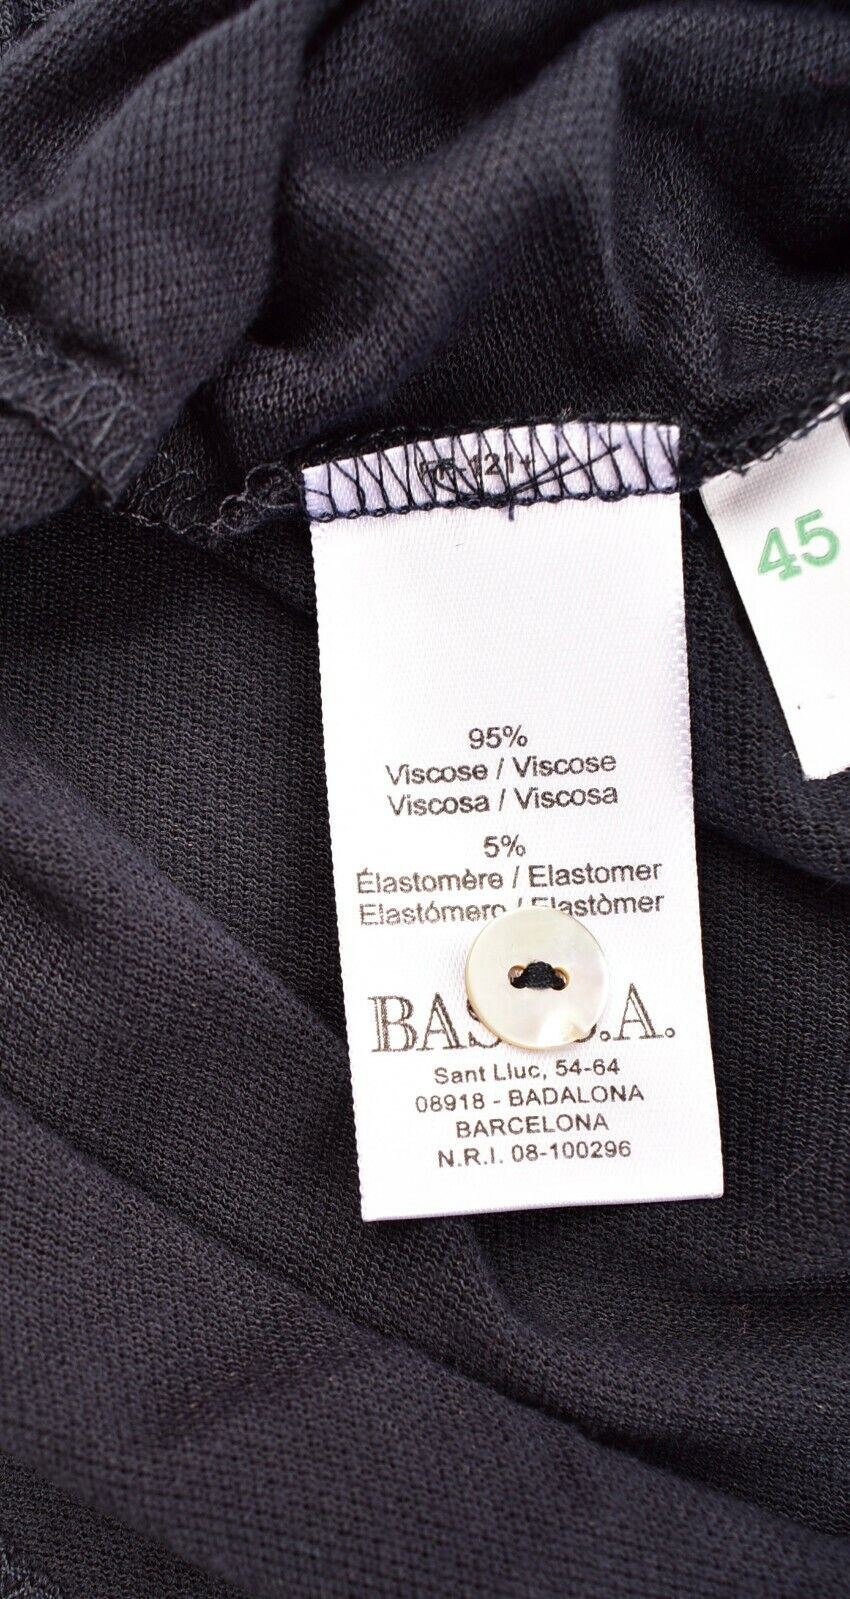 45
95%
Viscose / Viscose
Viscosa / Viscosa
5%
Élastomère / Elastomer
Elastómero / Elastòmer
S.A.
Sant Lluc, 54-64
08918 - BADALONA
BARCELONA
N.R.I. 08-100296